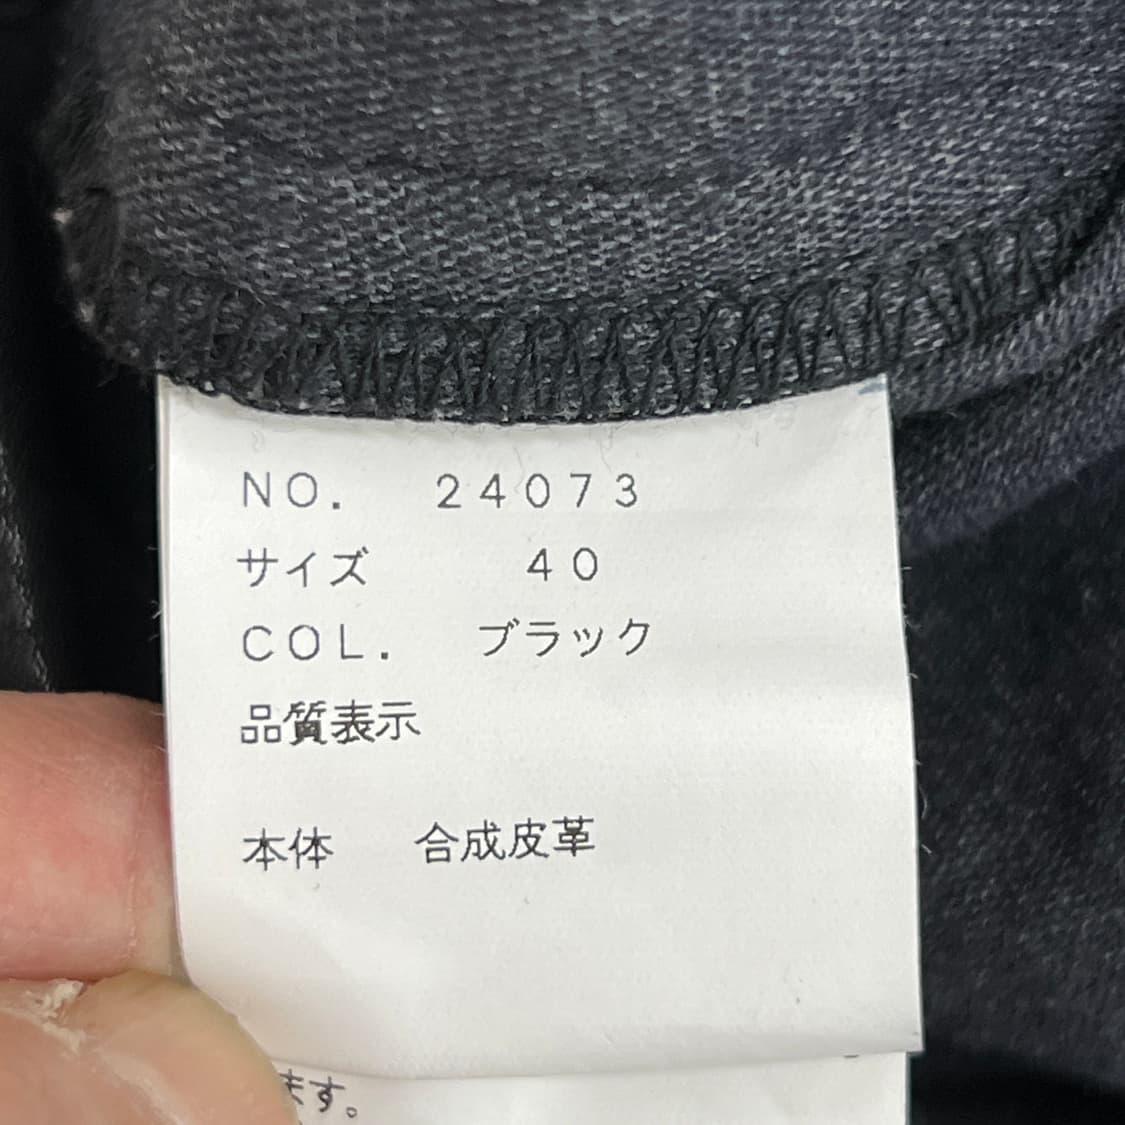 NO. 24073
サイズ 40
COL. ブラック
品質表示
本体 合成皮革
ます。